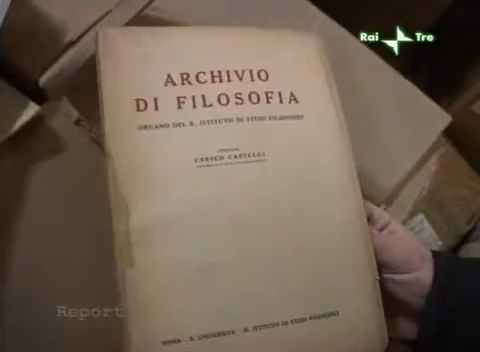 Rai Tre
ARCHIVIO
DI FILOSOFIA
ORGANO DEL R. ISTITUTO DI STUDI FILOSOFICI
ENRICO CASTELLI
ROMA - R. UNIVERSITÀ - R. ISTITUTO DI STUDI FILOSOFICI
Report